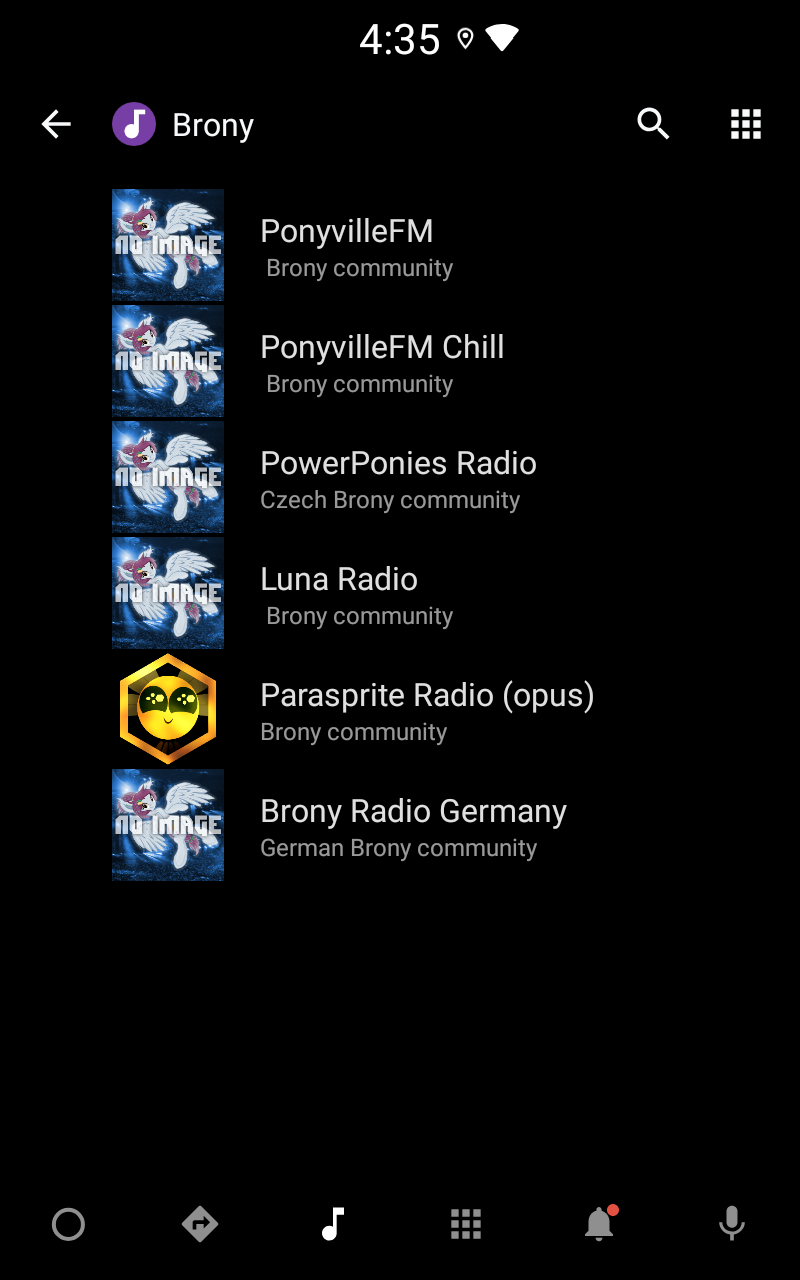 4:35
Brony
PonyvilleFM
Brony community
NO IMAGE
PonyvilleFM Chill
Brony community
NO IMAGE
PowerPonies Radio
Czech Brony community
NO IMAGE
Luna Radio
Brony community
NO IMAGE
Parasprite Radio (opus)
Brony community
Brony Radio Germany
German Brony community
NO IMAGE